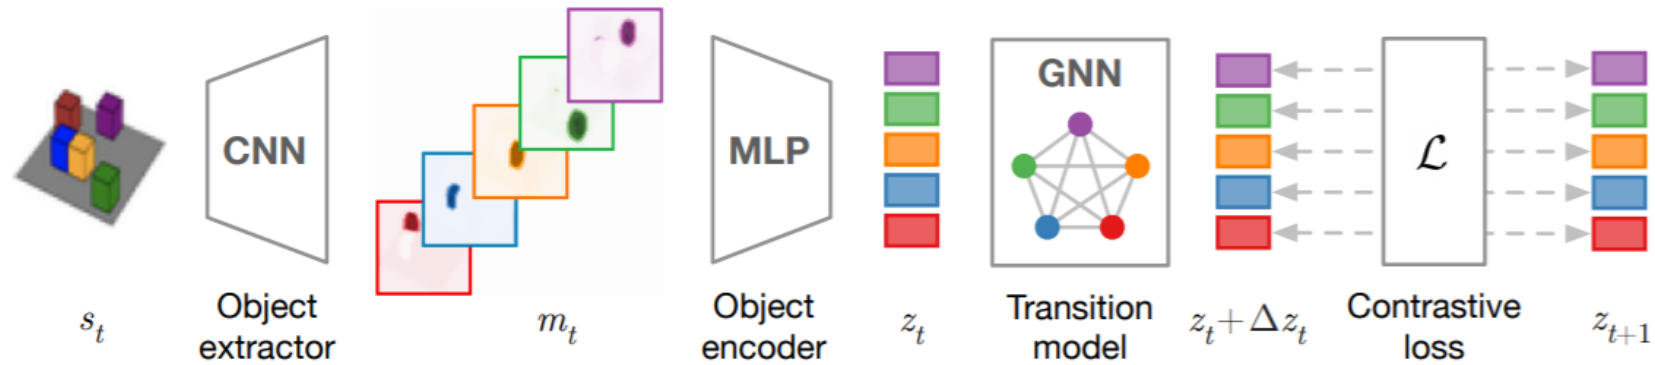 CNN
MLP
GNN
ℒ
s_t
Object
extractor
m_t
Object
encoder
z_t
Transition
model
z_t + Δz_t
Contrastive
loss
z_{t+1}